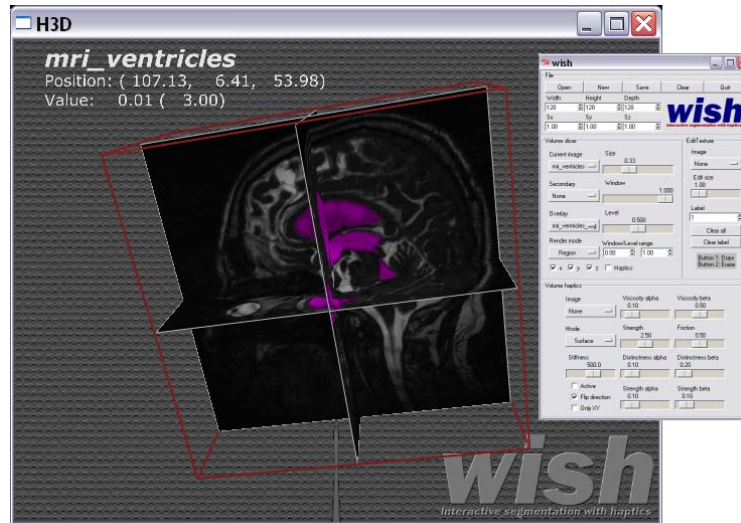 H3D
mri_ventricles
Position: ( 107.13, 6.41, 53.98)
Value: 0.01 ( 3.00)
wish
Interactive segmentation with haptics
wish
File
Open New Save Clear Quit
Width Height Depth
128 128 128
Sx Sy Sz
1.00 1.00 1.00
wish
Interactive segmentation with haptics
Volume slicer
Current image Size
mri_ventricles 0.33
Secondary Window
None 1.000
Overlay Level
mri_ventricles_ 0.500
Render mode Window/Level range
Region 0.00 1.00
x y z Haptics
EditTexture
Image
None
Edit size
1.00
Label
1
Clear all
Clear label
Button 1: Draw
Button 2: Erase
Volume haptics
Image Viscosity alpha Viscosity beta
None 0.10 0.50
Mode Strength Friction
Surface 2.50 0.50
Stiffness Distinctness alpha Distinctness beta
500.0 0.10 0.20
Active Strength alpha Strength beta
Flip direction 0.10 0.10
Only XY